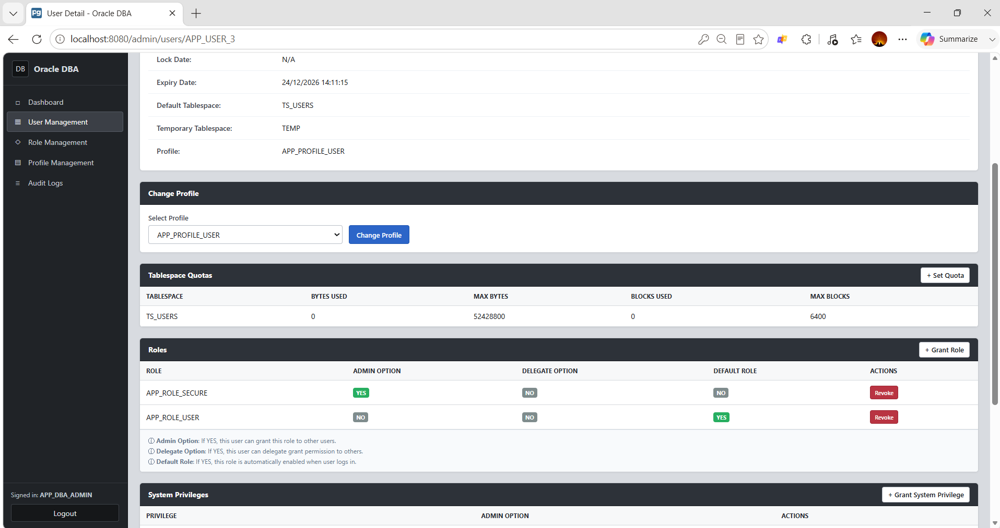 User Detail - Oracle DBA
localhost:8080/admin/users/APP_USER_3
Summarize
DB Oracle DBA
Dashboard
User Management
Role Management
Profile Management
Audit Logs
Signed in: APP_DBA_ADMIN
Logout
Lock Date: N/A
Expiry Date: 24/12/2026 14:11:15
Default Tablespace: TS_USERS
Temporary Tablespace: TEMP
Profile: APP_PROFILE_USER
Change Profile
Select Profile
APP_PROFILE_USER Change Profile
Tablespace Quotas + Set Quota
TABLESPACE BYTES USED MAX BYTES BLOCKS USED MAX BLOCKS
TS_USERS 0 52428800 0 6400
Roles + Grant Role
ROLE ADMIN OPTION DELEGATE OPTION DEFAULT ROLE ACTIONS
APP_ROLE_SECURE YES NO NO Revoke
APP_ROLE_USER NO NO YES Revoke
ⓘ Admin Option: If YES, this user can grant this role to other users.
ⓘ Delegate Option: If YES, this user can delegate grant permission to others.
ⓘ Default Role: If YES, this role is automatically enabled when user logs in.
System Privileges + Grant System Privilege
PRIVILEGE ADMIN OPTION ACTIONS